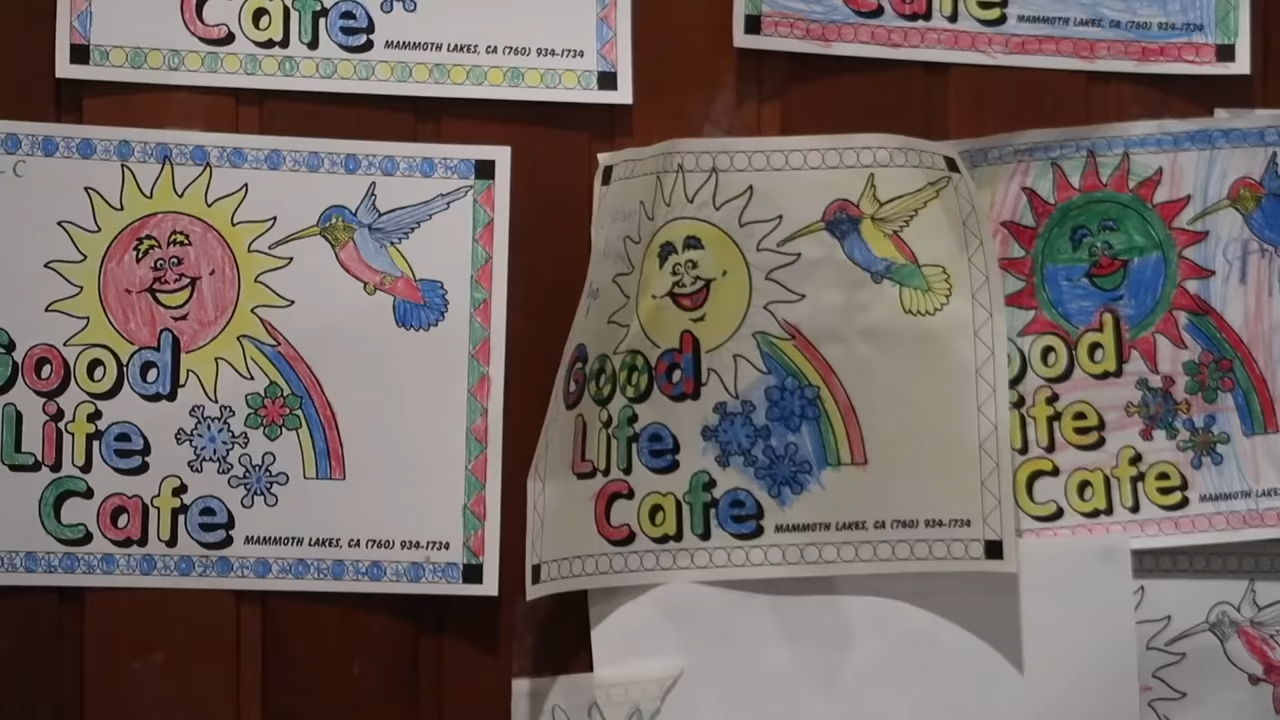 Cafe
MAMMOTH LAKES, CA (760) 934-1734
Cafe
MAMMOTH LAKES, CA (760) 934-1734
C
Good
Life
Cafe
MAMMOTH LAKES, CA (760) 934-1734
Good
Life
Cafe
MAMMOTH LAKES, CA (760) 934-1734
ood
ife
Cafe
MAMMOTH LAKES